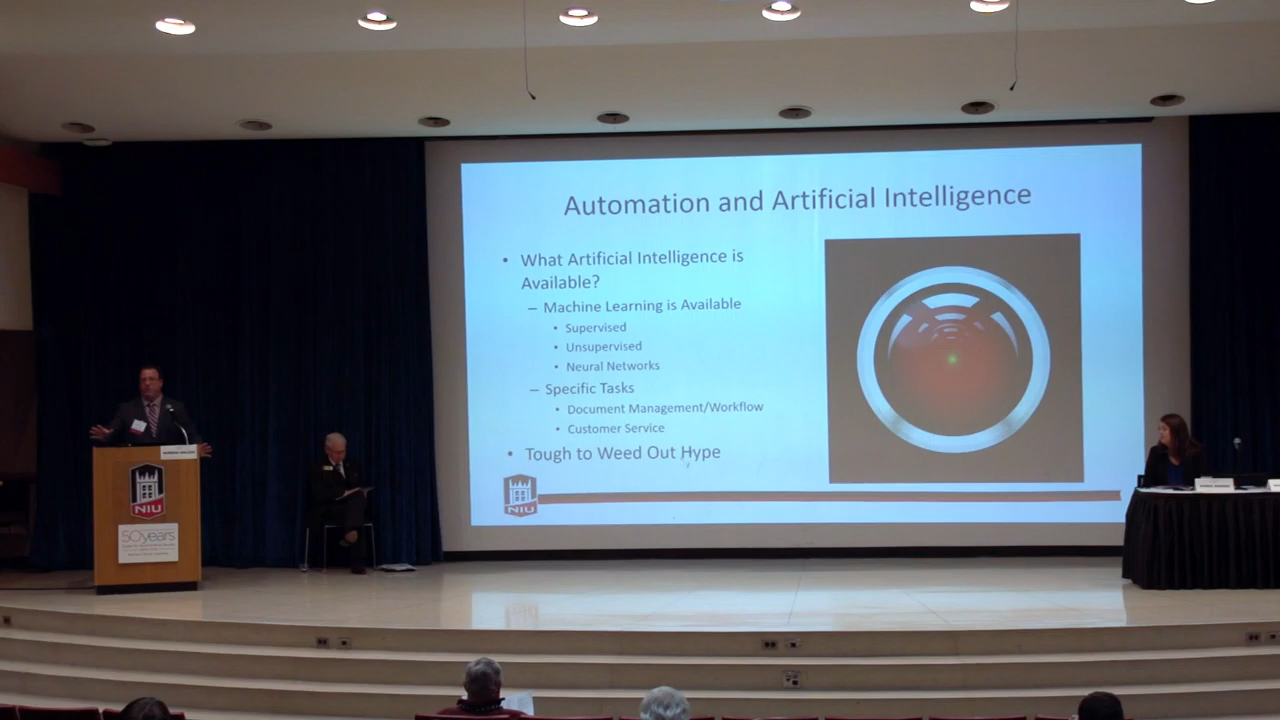 Automation and Artificial Intelligence
• What Artificial Intelligence is
Available?
– Machine Learning is Available
• Supervised
• Unsupervised
• Neural Networks
– Specific Tasks
• Document Management/Workflow
• Customer Service
• Tough to Weed Out Hype
NIU
NIU
50years